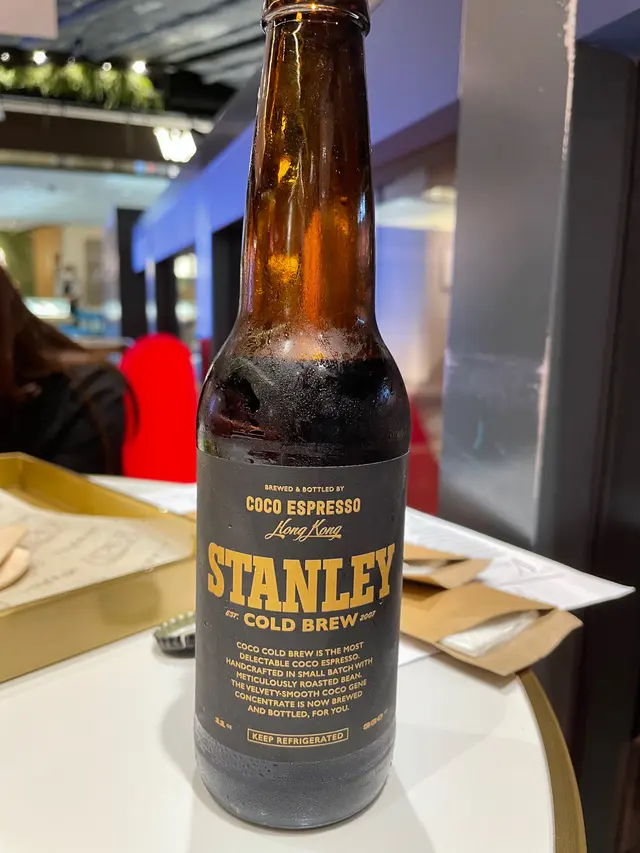 BREWED & BOTTLED BY
COCO ESPRESSO
Hong Kong
STANLEY
EST. COLD BREW 2007
COCO COLD BREW IS THE MOST
DELECTABLE COCO ESPRESSO.
HANDCRAFTED IN SMALL BATCH WITH
METICULOUSLY ROASTED BEAN.
THE VELVETY-SMOOTH COCO GENE
CONCENTRATE IS NOW BREWED
AND BOTTLED, FOR YOU.
KEEP REFRIGERATED